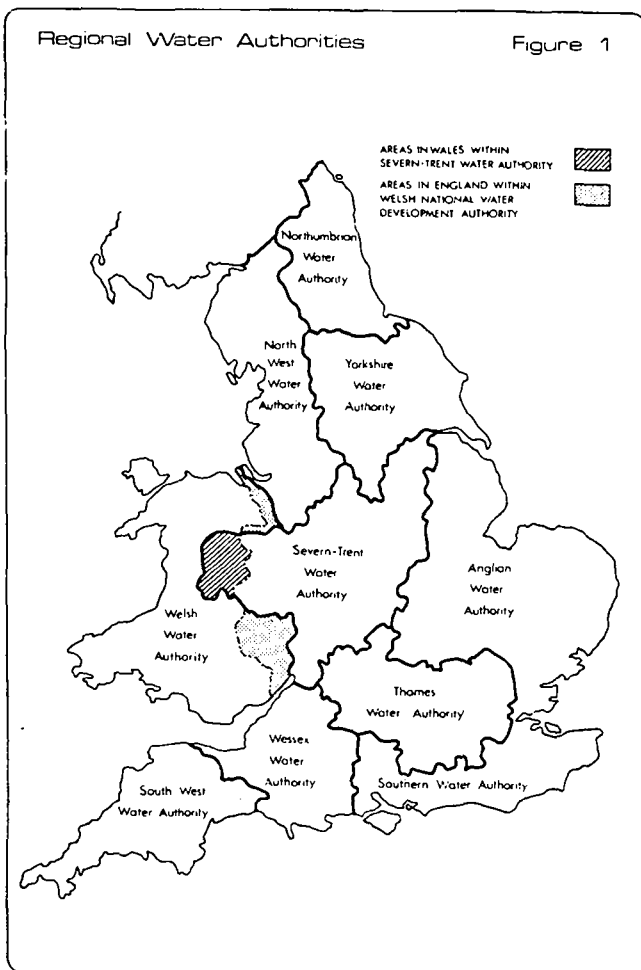 Regional Water Authorities
Figure 1
AREAS IN WALES WITHIN
SEVERN-TRENT WATER AUTHORITY
AREAS IN ENGLAND WITHIN
WELSH NATIONAL WATER
DEVELOPMENT AUTHORITY
Northumbrian
Water
Authority
North
West
Water
Authority
Yorkshire
Water
Authority
Severn-Trent
Water
Authority
Anglian
Water
Authority
Welsh
Water
Authority
Thames
Water Authority
Wessex
Water
Authority
Southern Water Authority
South West
Water Authority